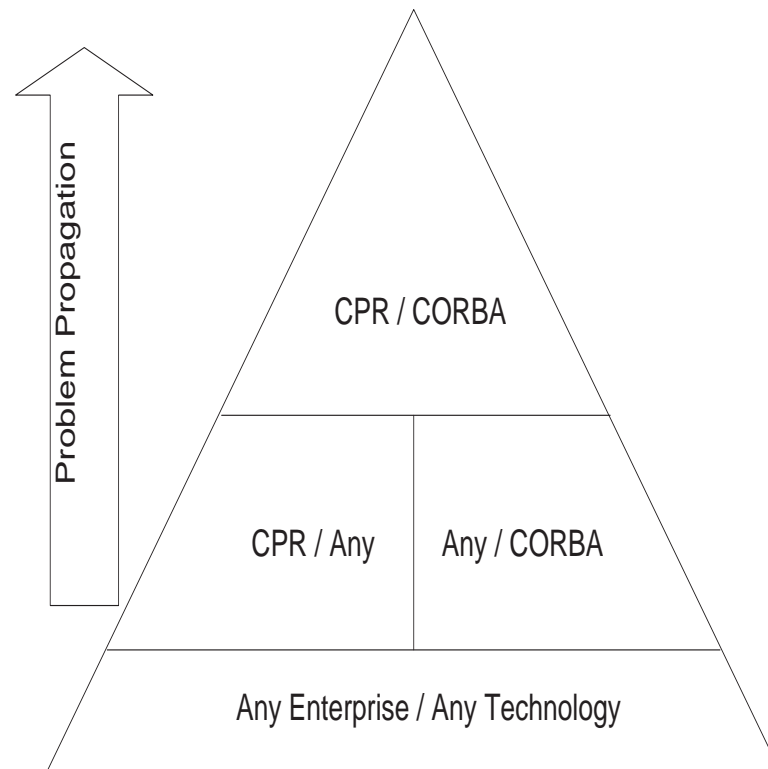 Problem Propagation
CPR / CORBA
CPR / Any
Any / CORBA
Any Enterprise / Any Technology